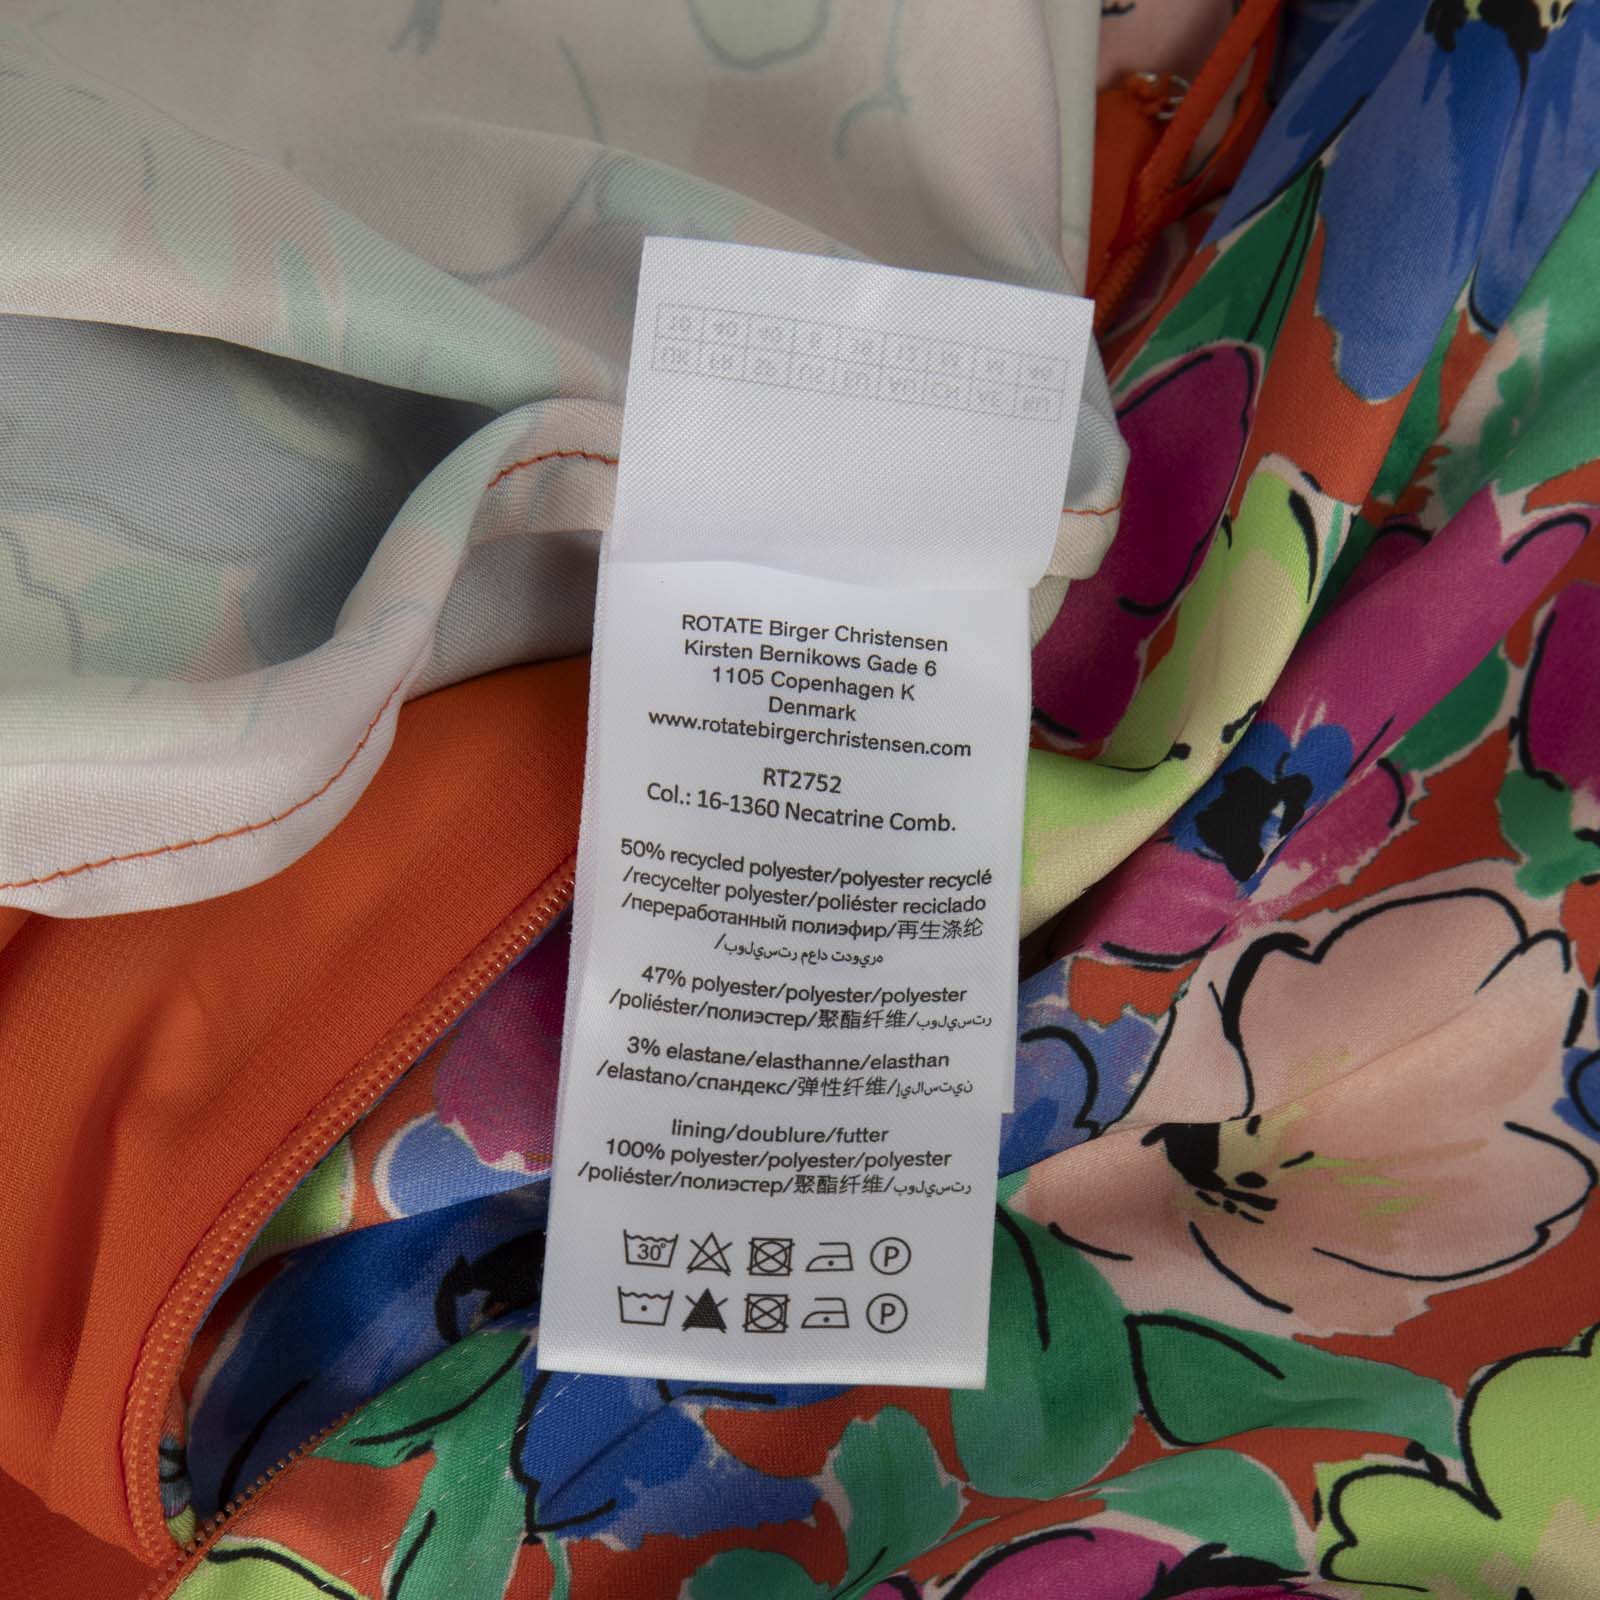 ROTATE Birger Christensen
Kirsten Bernikows Gade 6
1105 Copenhagen K
Denmark
www.rotatebirgerchristensen.com
RT2752
Col.: 16-1360 Necatrine Comb.
50% recycled polyester/polyester recyclé
/recycelter polyester/poliéster reciclado
/переработанный полиэфир/再生涤纶
/بوليستر معاد تدويره
47% polyester/polyester/polyester
/poliéster/полиэстер/聚酯纤维/بوليستر
3% elastane/elasthanne/elasthan
/elastano/спандекс/弹性纤维/إيلاستين
lining/doublure/futter
100% polyester/polyester/polyester
/poliéster/полиэстер/聚酯纤维/بوليستر
30° P
P